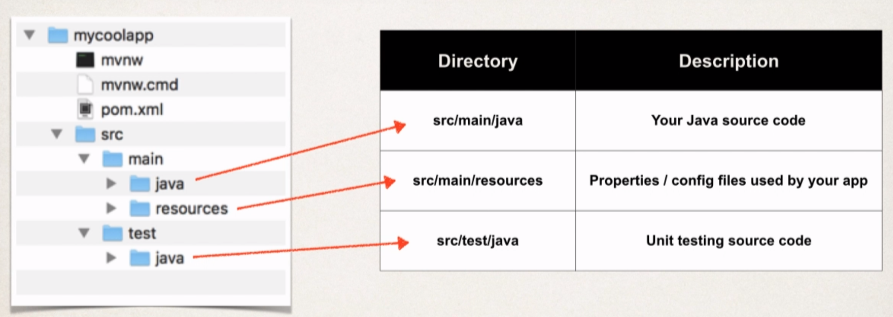 mycoolapp
mvnw
mvnw.cmd
pom.xml
src
main
java
resources
test
java
Directory Description
src/main/java Your Java source code
src/main/resources Properties / config files used by your app
src/test/java Unit testing source code